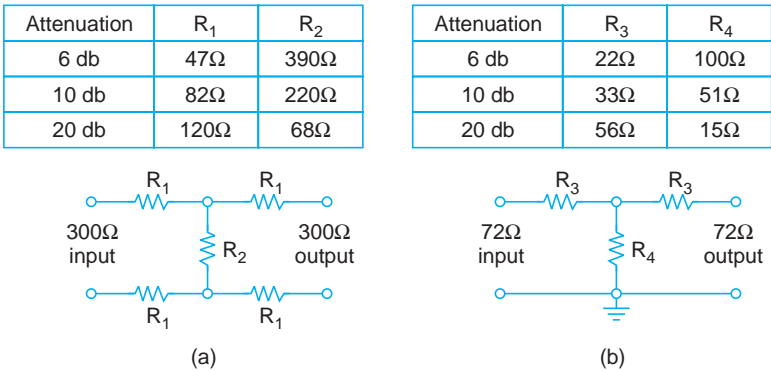 Attenuation R₁ R₂
6 db 47Ω 390Ω
10 db 82Ω 220Ω
20 db 120Ω 68Ω
Attenuation R₃ R₄
6 db 22Ω 100Ω
10 db 33Ω 51Ω
20 db 56Ω 15Ω
R₁ R₁
300Ω input
R₂
300Ω output
R₁ R₁
(a)
R₃ R₃
72Ω input
R₄
72Ω output
(b)